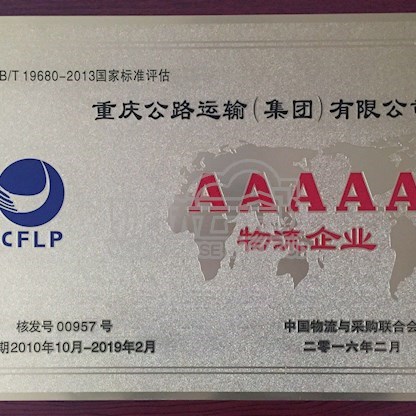 B/T 19680-2013国家标准评估
重庆公路运输(集团)有限公司
AAAAA
CFLP
物流企业
核发号 00957 号
中国物流与采购联合会
期2010年10月-2019年2月
二零一六年二月